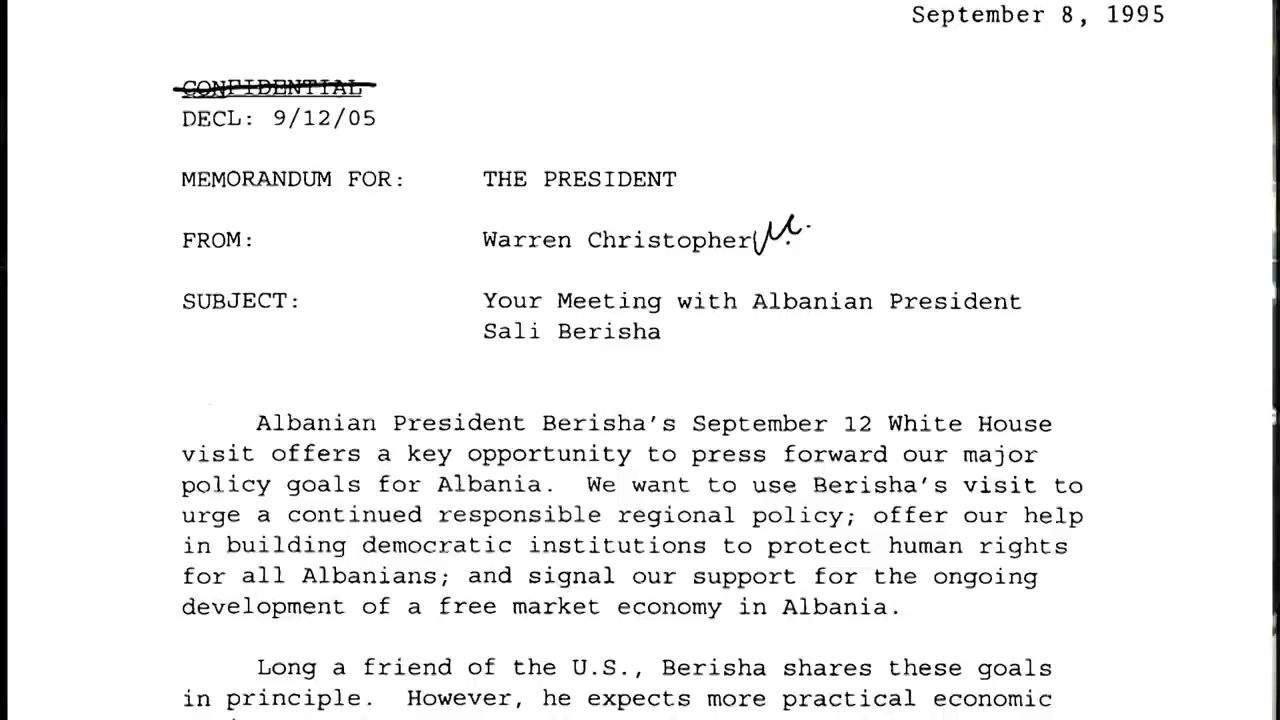 September 8, 1995
CONFIDENTIAL
DECL: 9/12/05
MEMORANDUM FOR: THE PRESIDENT
FROM: Warren Christopher
SUBJECT: Your Meeting with Albanian President
Sali Berisha
Albanian President Berisha's September 12 White House
visit offers a key opportunity to press forward our major
policy goals for Albania. We want to use Berisha's visit to
urge a continued responsible regional policy; offer our help
in building democratic institutions to protect human rights
for all Albanians; and signal our support for the ongoing
development of a free market economy in Albania.
Long a friend of the U.S., Berisha shares these goals
in principle. However, he expects more practical economic